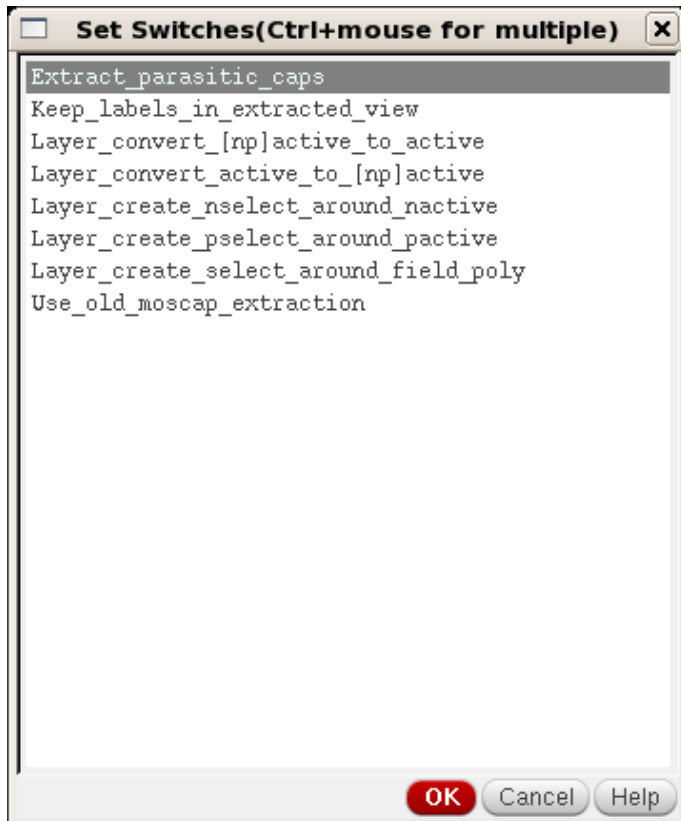 Set Switches(Ctrl+mouse for multiple)
Extract_parasitic_caps
Keep_labels_in_extracted_view
Layer_convert_[np]active_to_active
Layer_convert_active_to_[np]active
Layer_create_nselect_around_nactive
Layer_create_pselect_around_pactive
Layer_create_select_around_field_poly
Use_old_moscap_extraction
OK Cancel Help